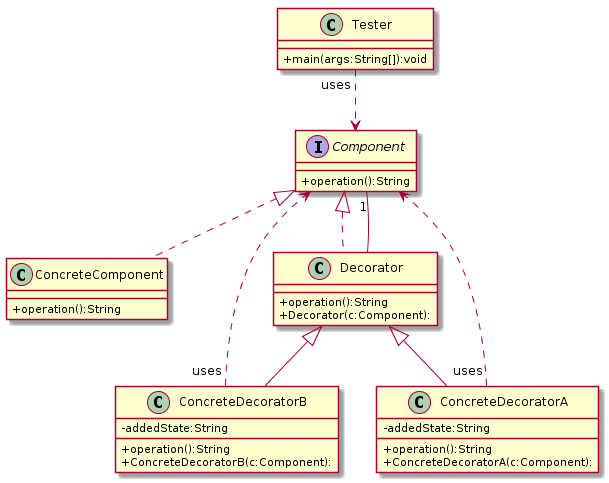 C Tester
+main(args:String[]):void
uses
I Component
+operation():String
1
C ConcreteComponent
+operation():String
C Decorator
+operation():String
+Decorator(c:Component):
uses
uses
C ConcreteDecoratorB
-addedState:String
+operation():String
+ConcreteDecoratorB(c:Component):
C ConcreteDecoratorA
-addedState:String
+operation():String
+ConcreteDecoratorA(c:Component):